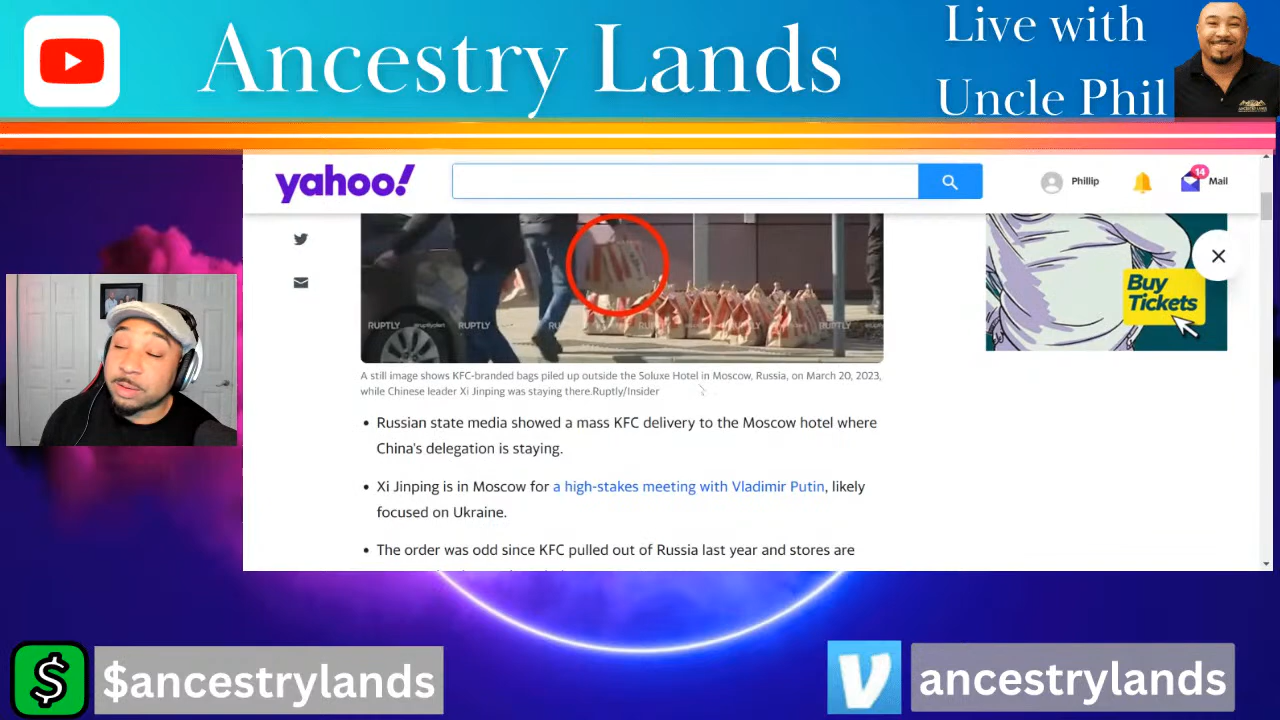 Ancestry Lands
Live with
Uncle Phil
yahoo!
Phillip
14
Mail
Buy
Tickets
RUPTLY
RUPTLY
RUPTLY
RUPTLY
A still image shows KFC-branded bags piled up outside the Soluxe Hotel in Moscow, Russia, on March 20, 2023,
while Chinese leader Xi Jinping was staying there.Ruptly/Insider
• Russian state media showed a mass KFC delivery to the Moscow hotel where
China's delegation is staying.
• Xi Jinping is in Moscow for a high-stakes meeting with Vladimir Putin, likely
focused on Ukraine.
• The order was odd since KFC pulled out of Russia last year and stores are
$ancestrylands
ancestrylands